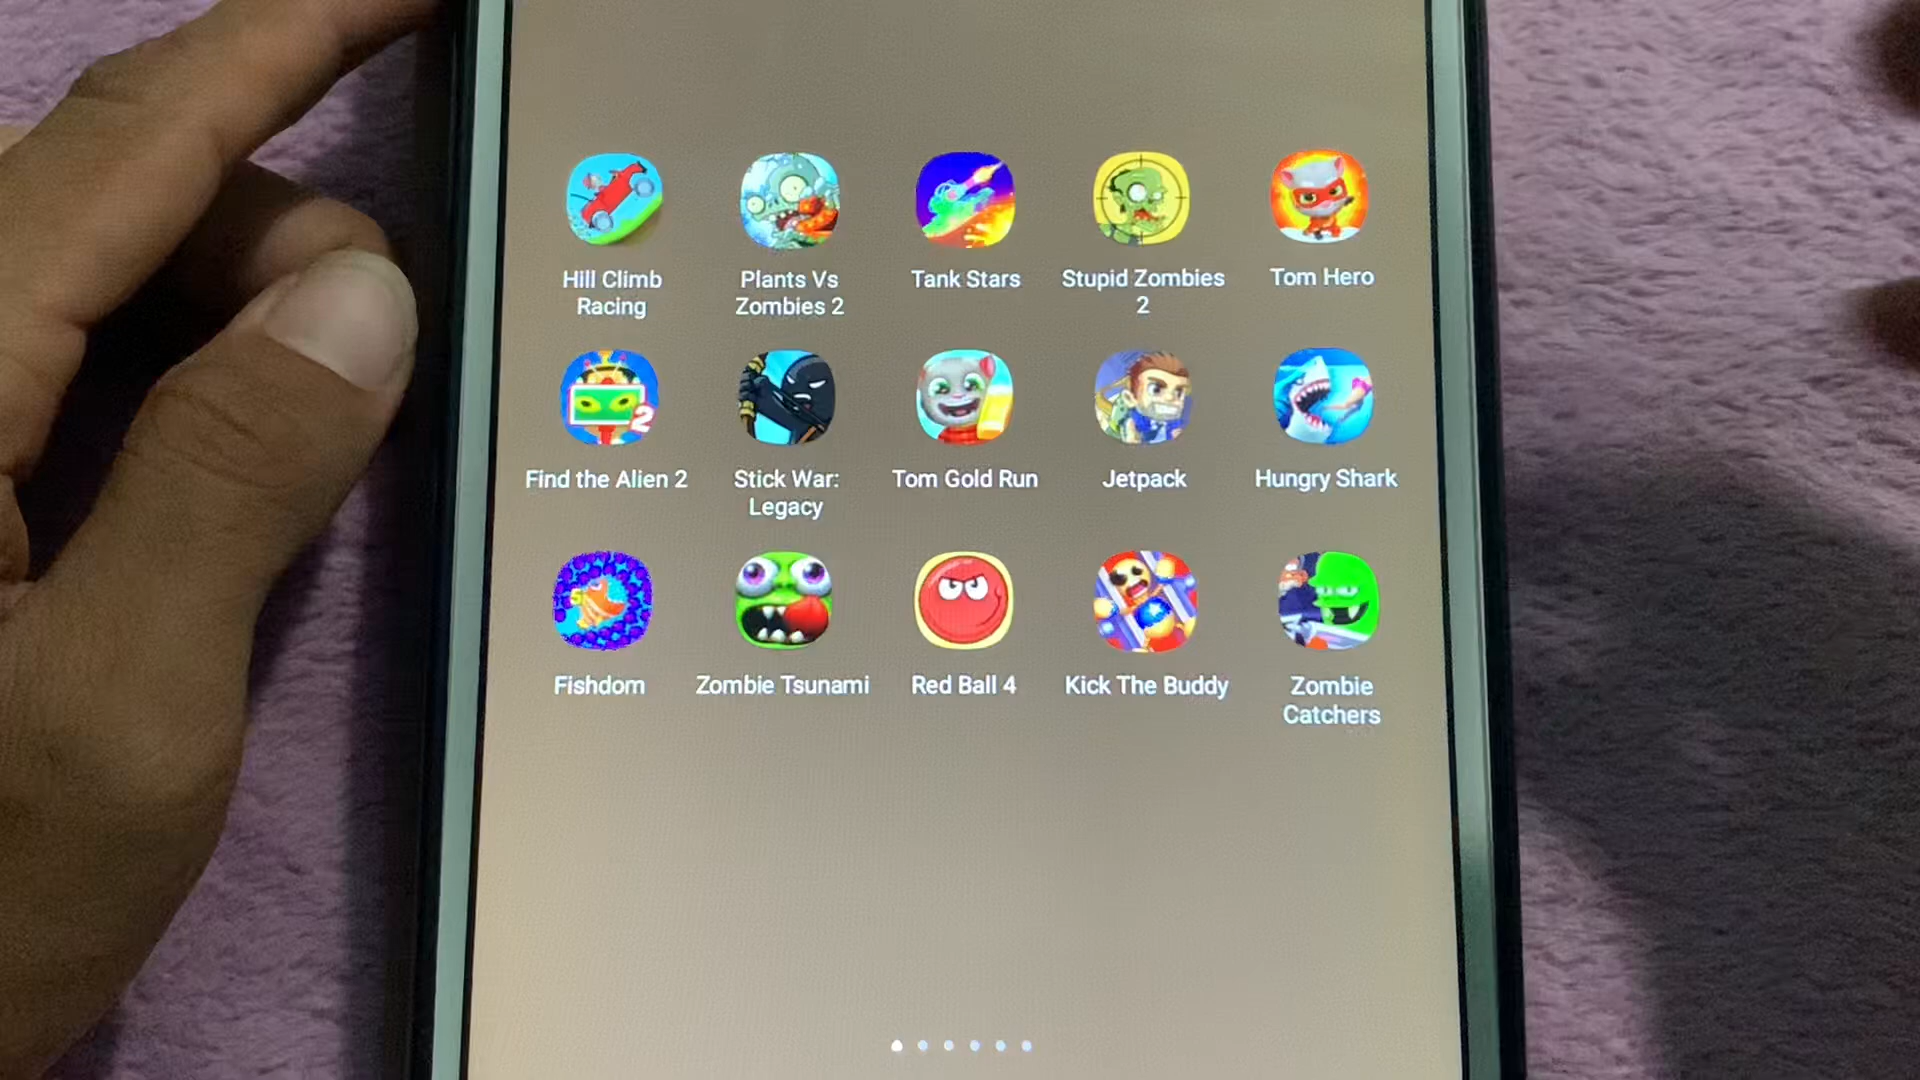 Hill Climb
Racing
Plants Vs
Zombies 2
Tank Stars
Stupid Zombies
2
Tom Hero
2
Find the Alien 2
Stick War:
Legacy
Tom Gold Run
Jetpack
Hungry Shark
5
Fishdom
Zombie Tsunami
Red Ball 4
Kick The Buddy
Zombie
Catchers